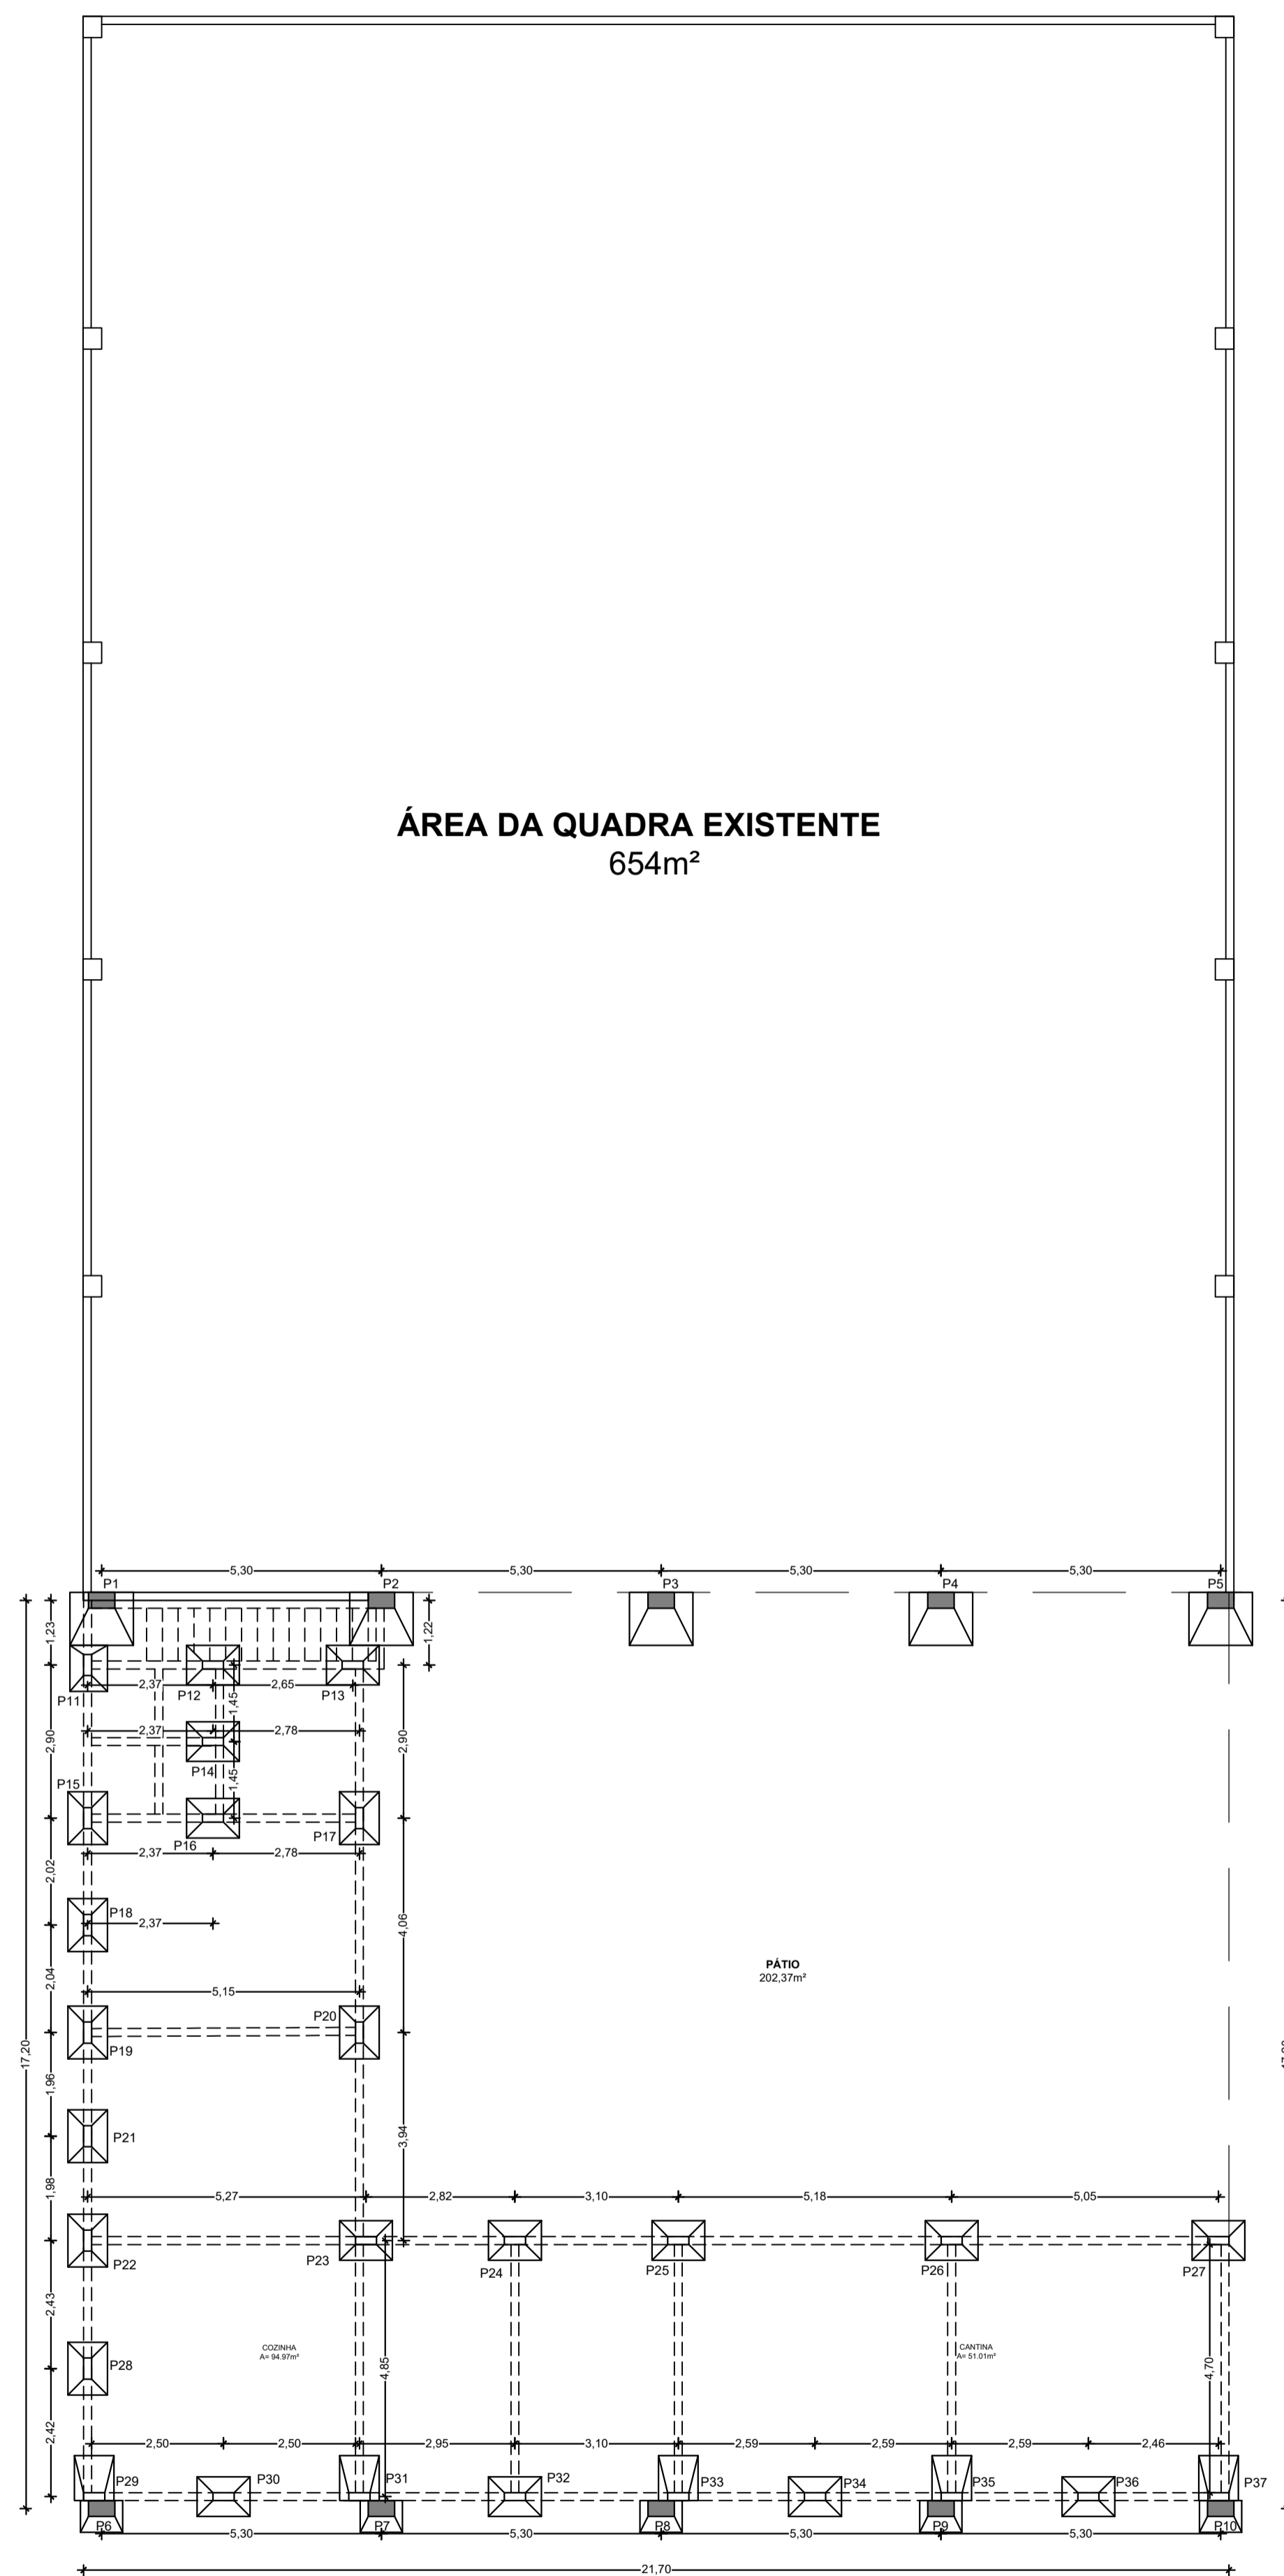 ÁREA DA QUADRA EXISTENTE
654m²
5,30
5,30
5,30
5,30
P1
P2
P3
P4
P5
1,23
1,22
P11
2,37
P12
2,65
P13
1,45
2,90
2,37
2,78
2,90
P14
1,45
P15
P16
P17
2,37
2,78
2,02
P18
2,37
4,06
PÁTIO
202,37m²
2,04
5,15
P20
P19
17,20
1,96
P21
3,94
1,98
5,27
2,82
3,10
5,18
5,05
P22
P23
P24
P25
P26
P27
2,43
COZINHA
A= 94.97m²
CANTINA
A= 51.01m²
P28
4,85
4,70
2,42
2,50
2,50
2,95
3,10
2,59
2,59
2,59
2,46
P29
P30
P31
P32
P33
P34
P35
P36
P37
P6
P7
P8
P9
P10
5,30
5,30
5,30
5,30
21,70